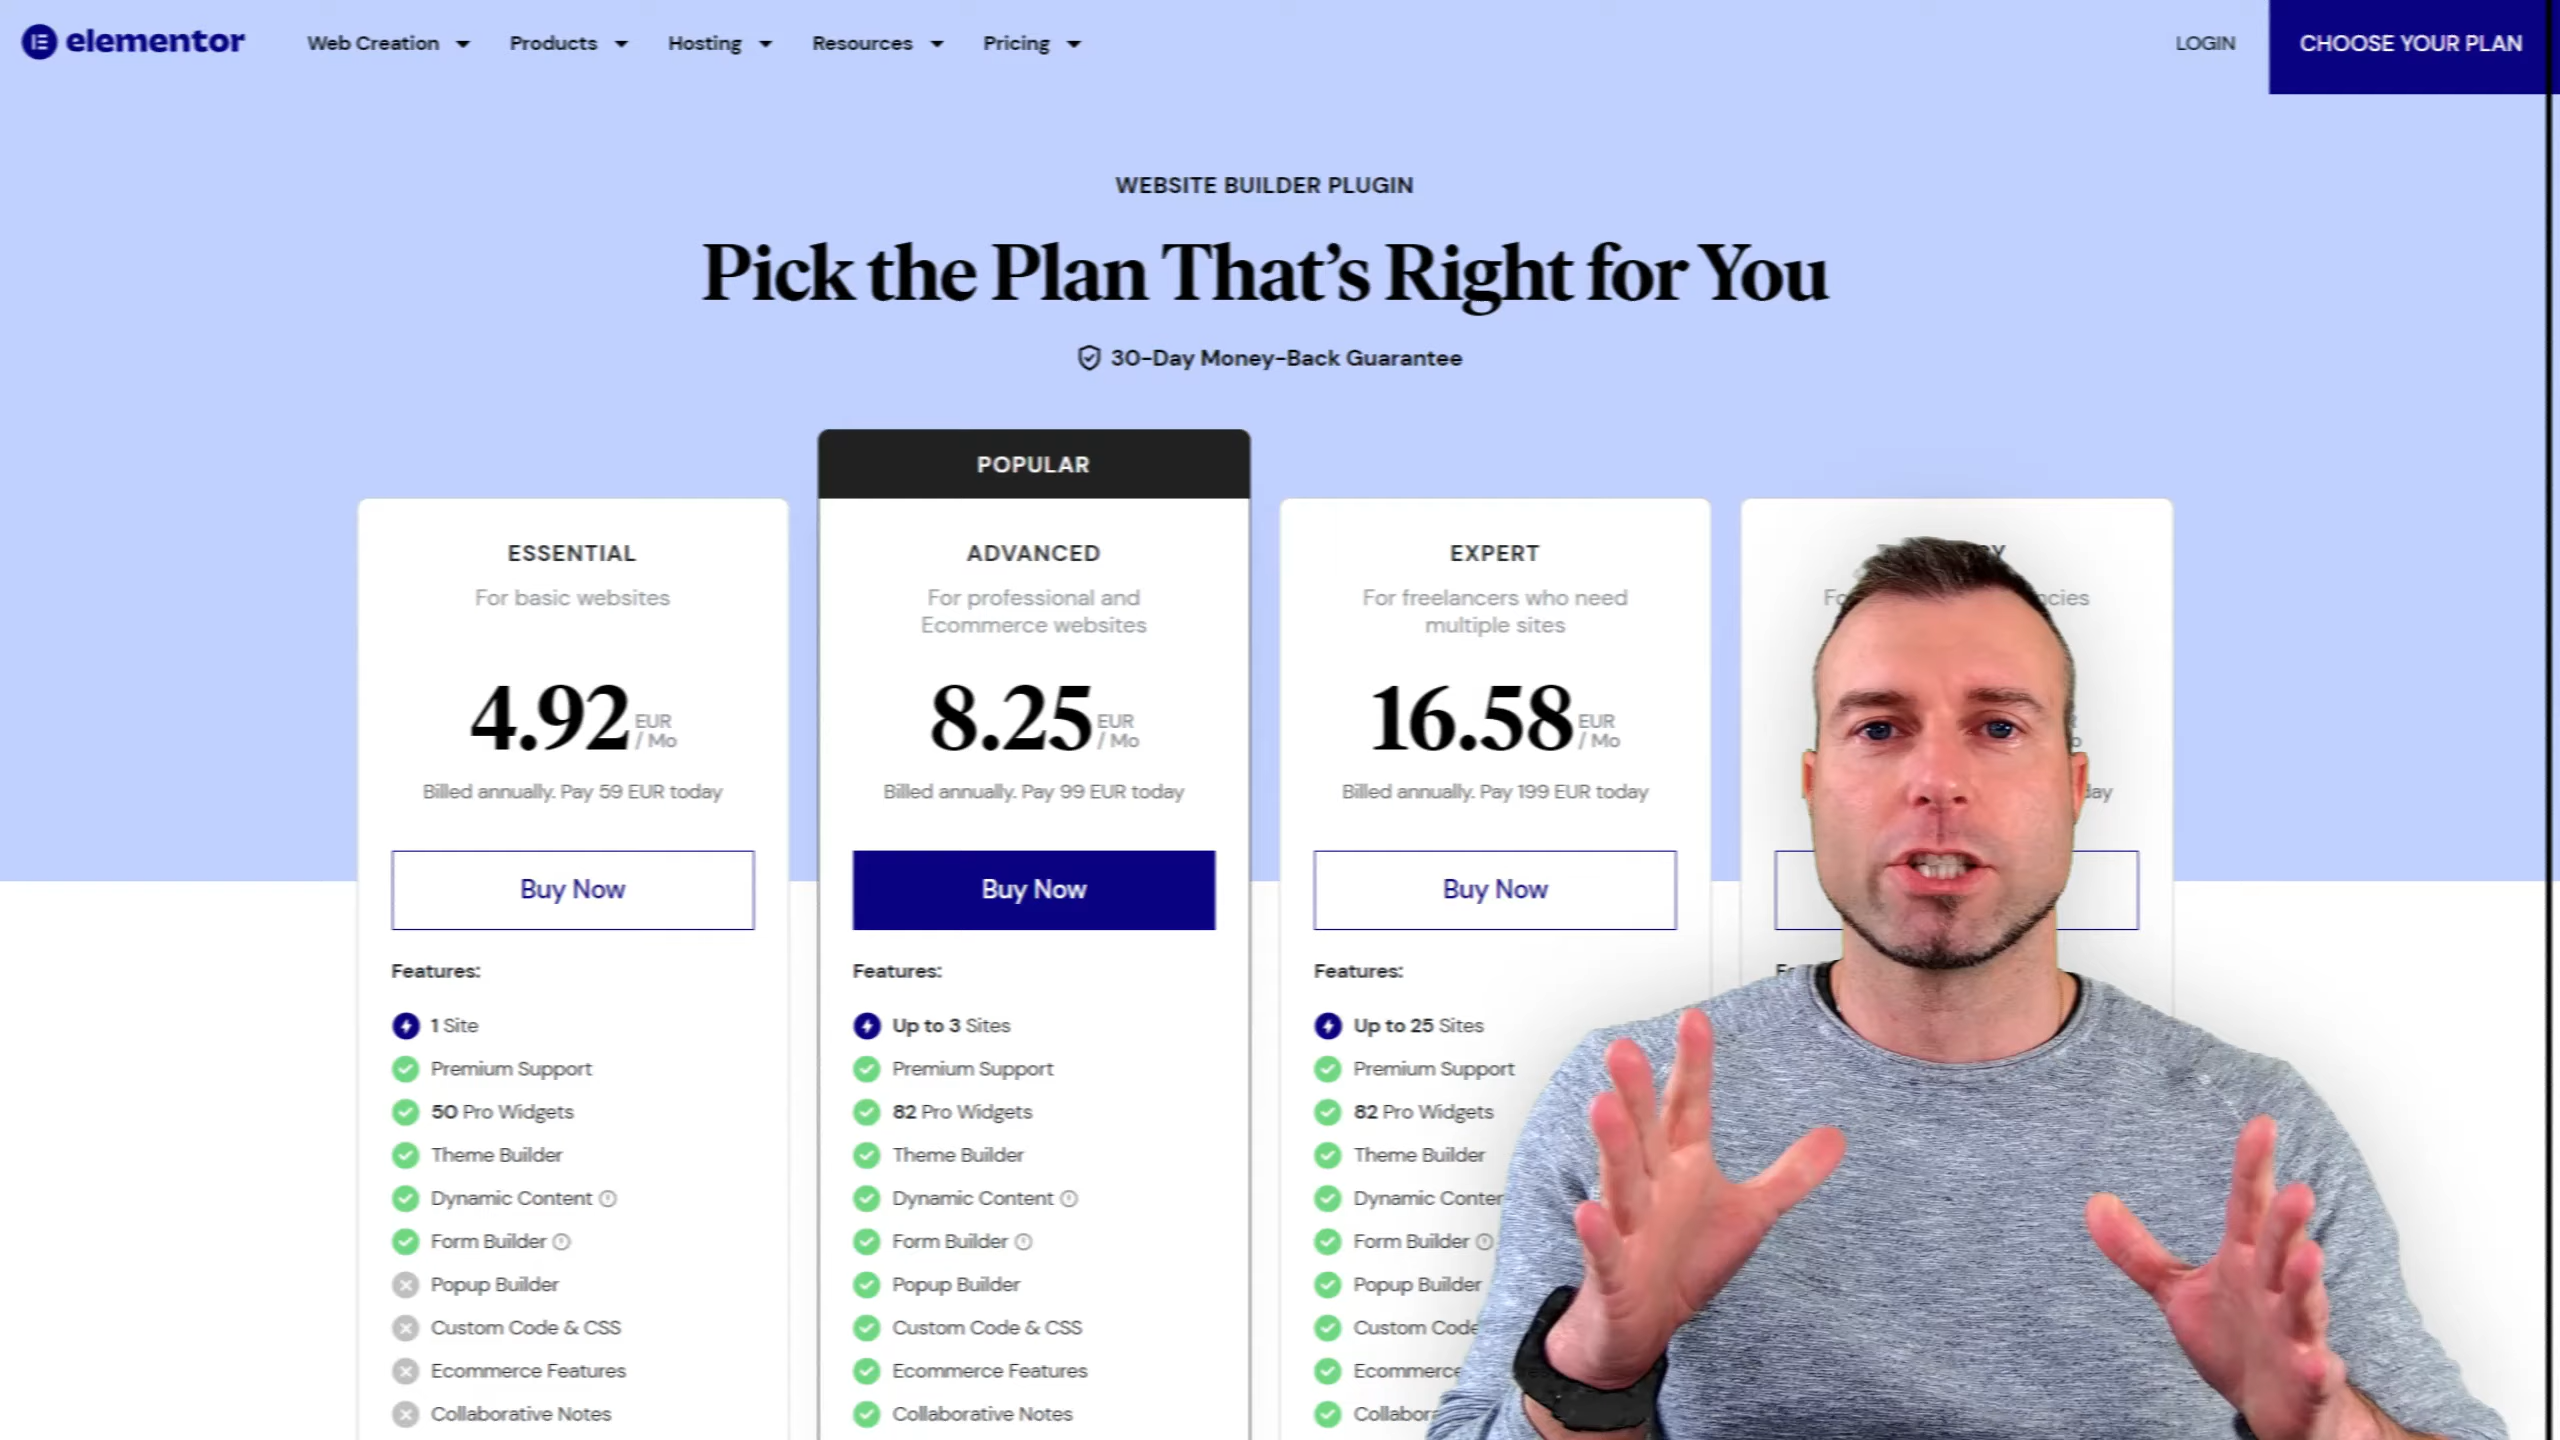 elementor
Web Creation
Products
Hosting
Resources
Pricing
LOGIN
CHOOSE YOUR PLAN
WEBSITE BUILDER PLUGIN
Pick the Plan That's Right for You
30-Day Money-Back Guarantee
POPULAR
ESSENTIAL
For basic websites
4.92 EUR / Mo
Billed annually. Pay 59 EUR today
Buy Now
Features:
1 Site
Premium Support
50 Pro Widgets
Theme Builder
Dynamic Content
Form Builder
Popup Builder
Custom Code & CSS
Ecommerce Features
Collaborative Notes
ADVANCED
For professional and
Ecommerce websites
8.25 EUR / Mo
Billed annually. Pay 99 EUR today
Buy Now
Features:
Up to 3 Sites
Premium Support
82 Pro Widgets
Theme Builder
Dynamic Content
Form Builder
Popup Builder
Custom Code & CSS
Ecommerce Features
Collaborative Notes
EXPERT
For freelancers who need
multiple sites
16.58 EUR / Mo
Billed annually. Pay 199 EUR today
Buy Now
Features:
Up to 25 Sites
Premium Support
82 Pro Widgets
Theme Builder
Dynamic
Form Builder
Popup Builder
Custom Code